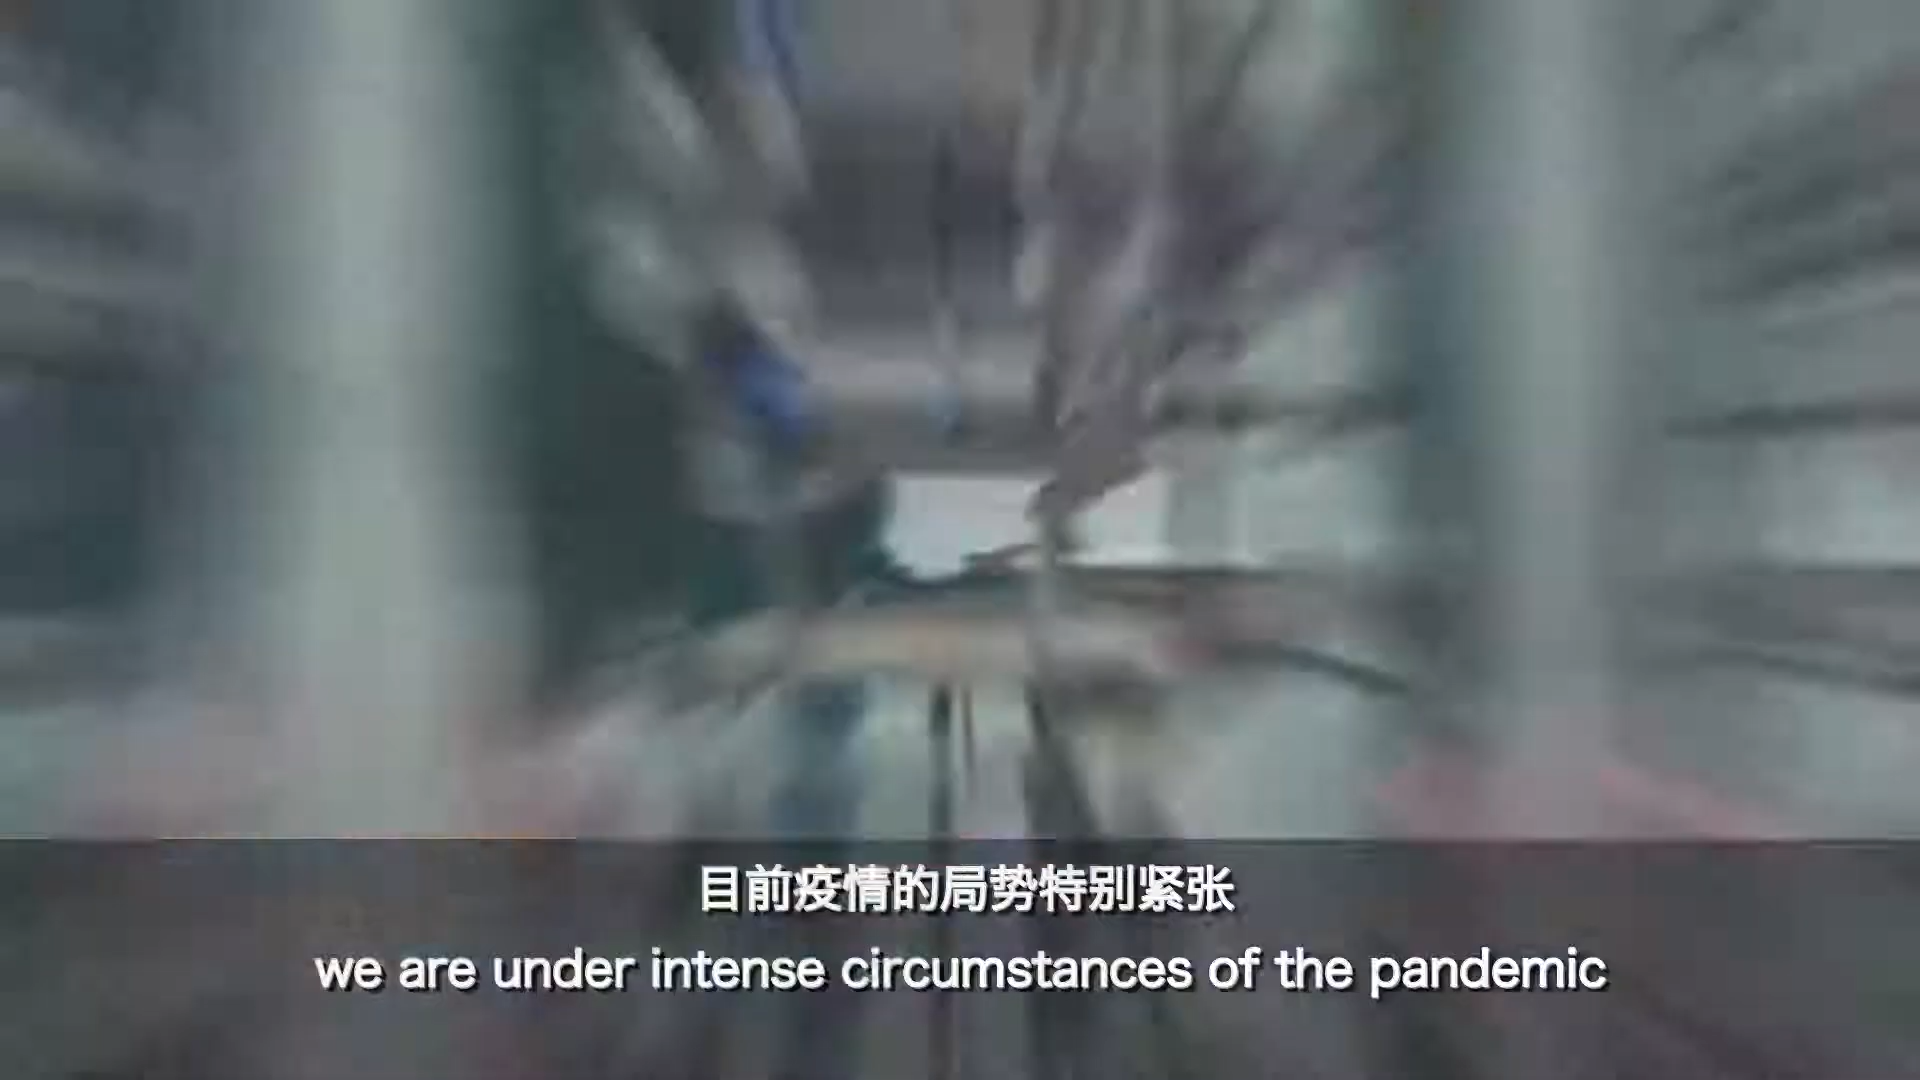 目前疫情的局势特别紧张
we are under intense circumstances of the pandemic